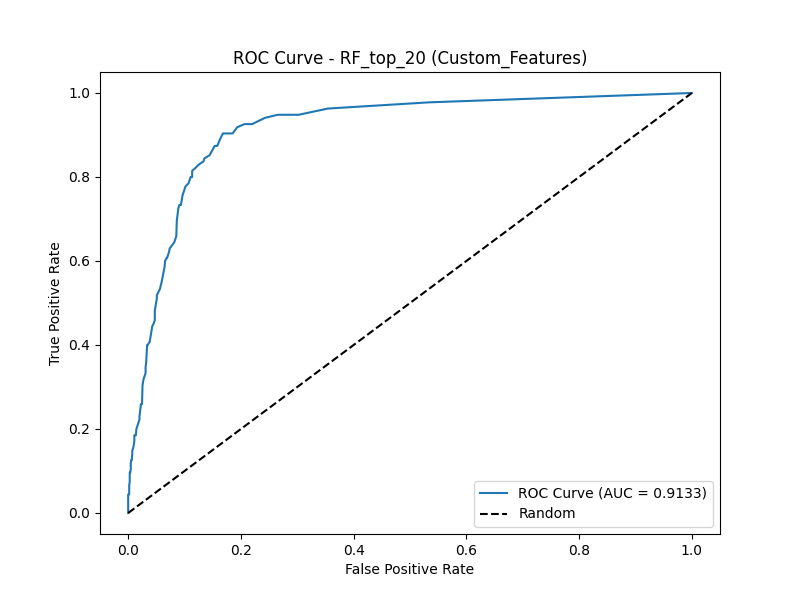 ROC Curve - RF_top_20 (Custom_Features)
True Positive Rate
1.0
0.8
0.6
0.4
0.2
0.0
ROC Curve (AUC = 0.9133)
Random
0.0 0.2 0.4 0.6 0.8 1.0
False Positive Rate